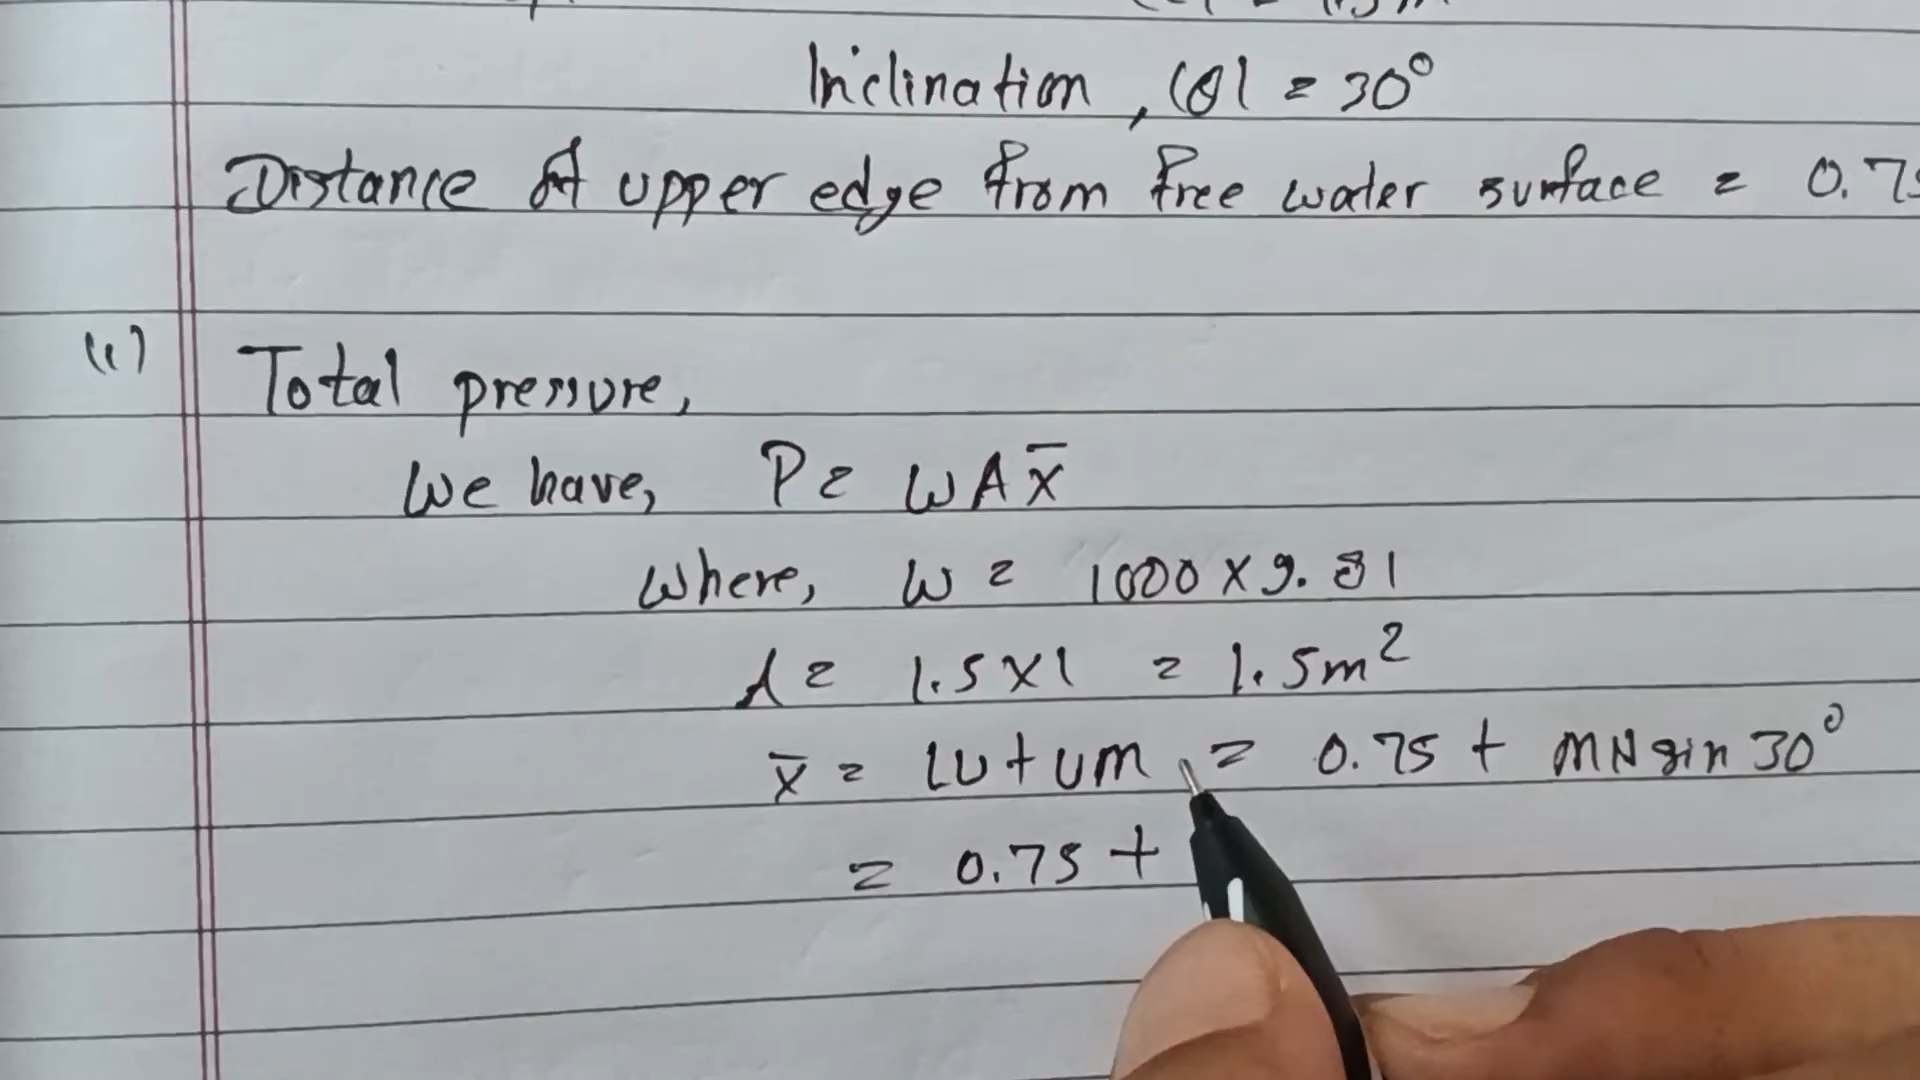 Inclination, (θ) = 30°
Distance of upper edge from free water surface = 0.75
(i) Total pressure,
We have, P = wAx̄
where, w = 1000 x 9.81
A = 1.5 x 1 = 1.5m²
x̄ = LU + UM = 0.75 + MN sin 30°
= 0.75 +